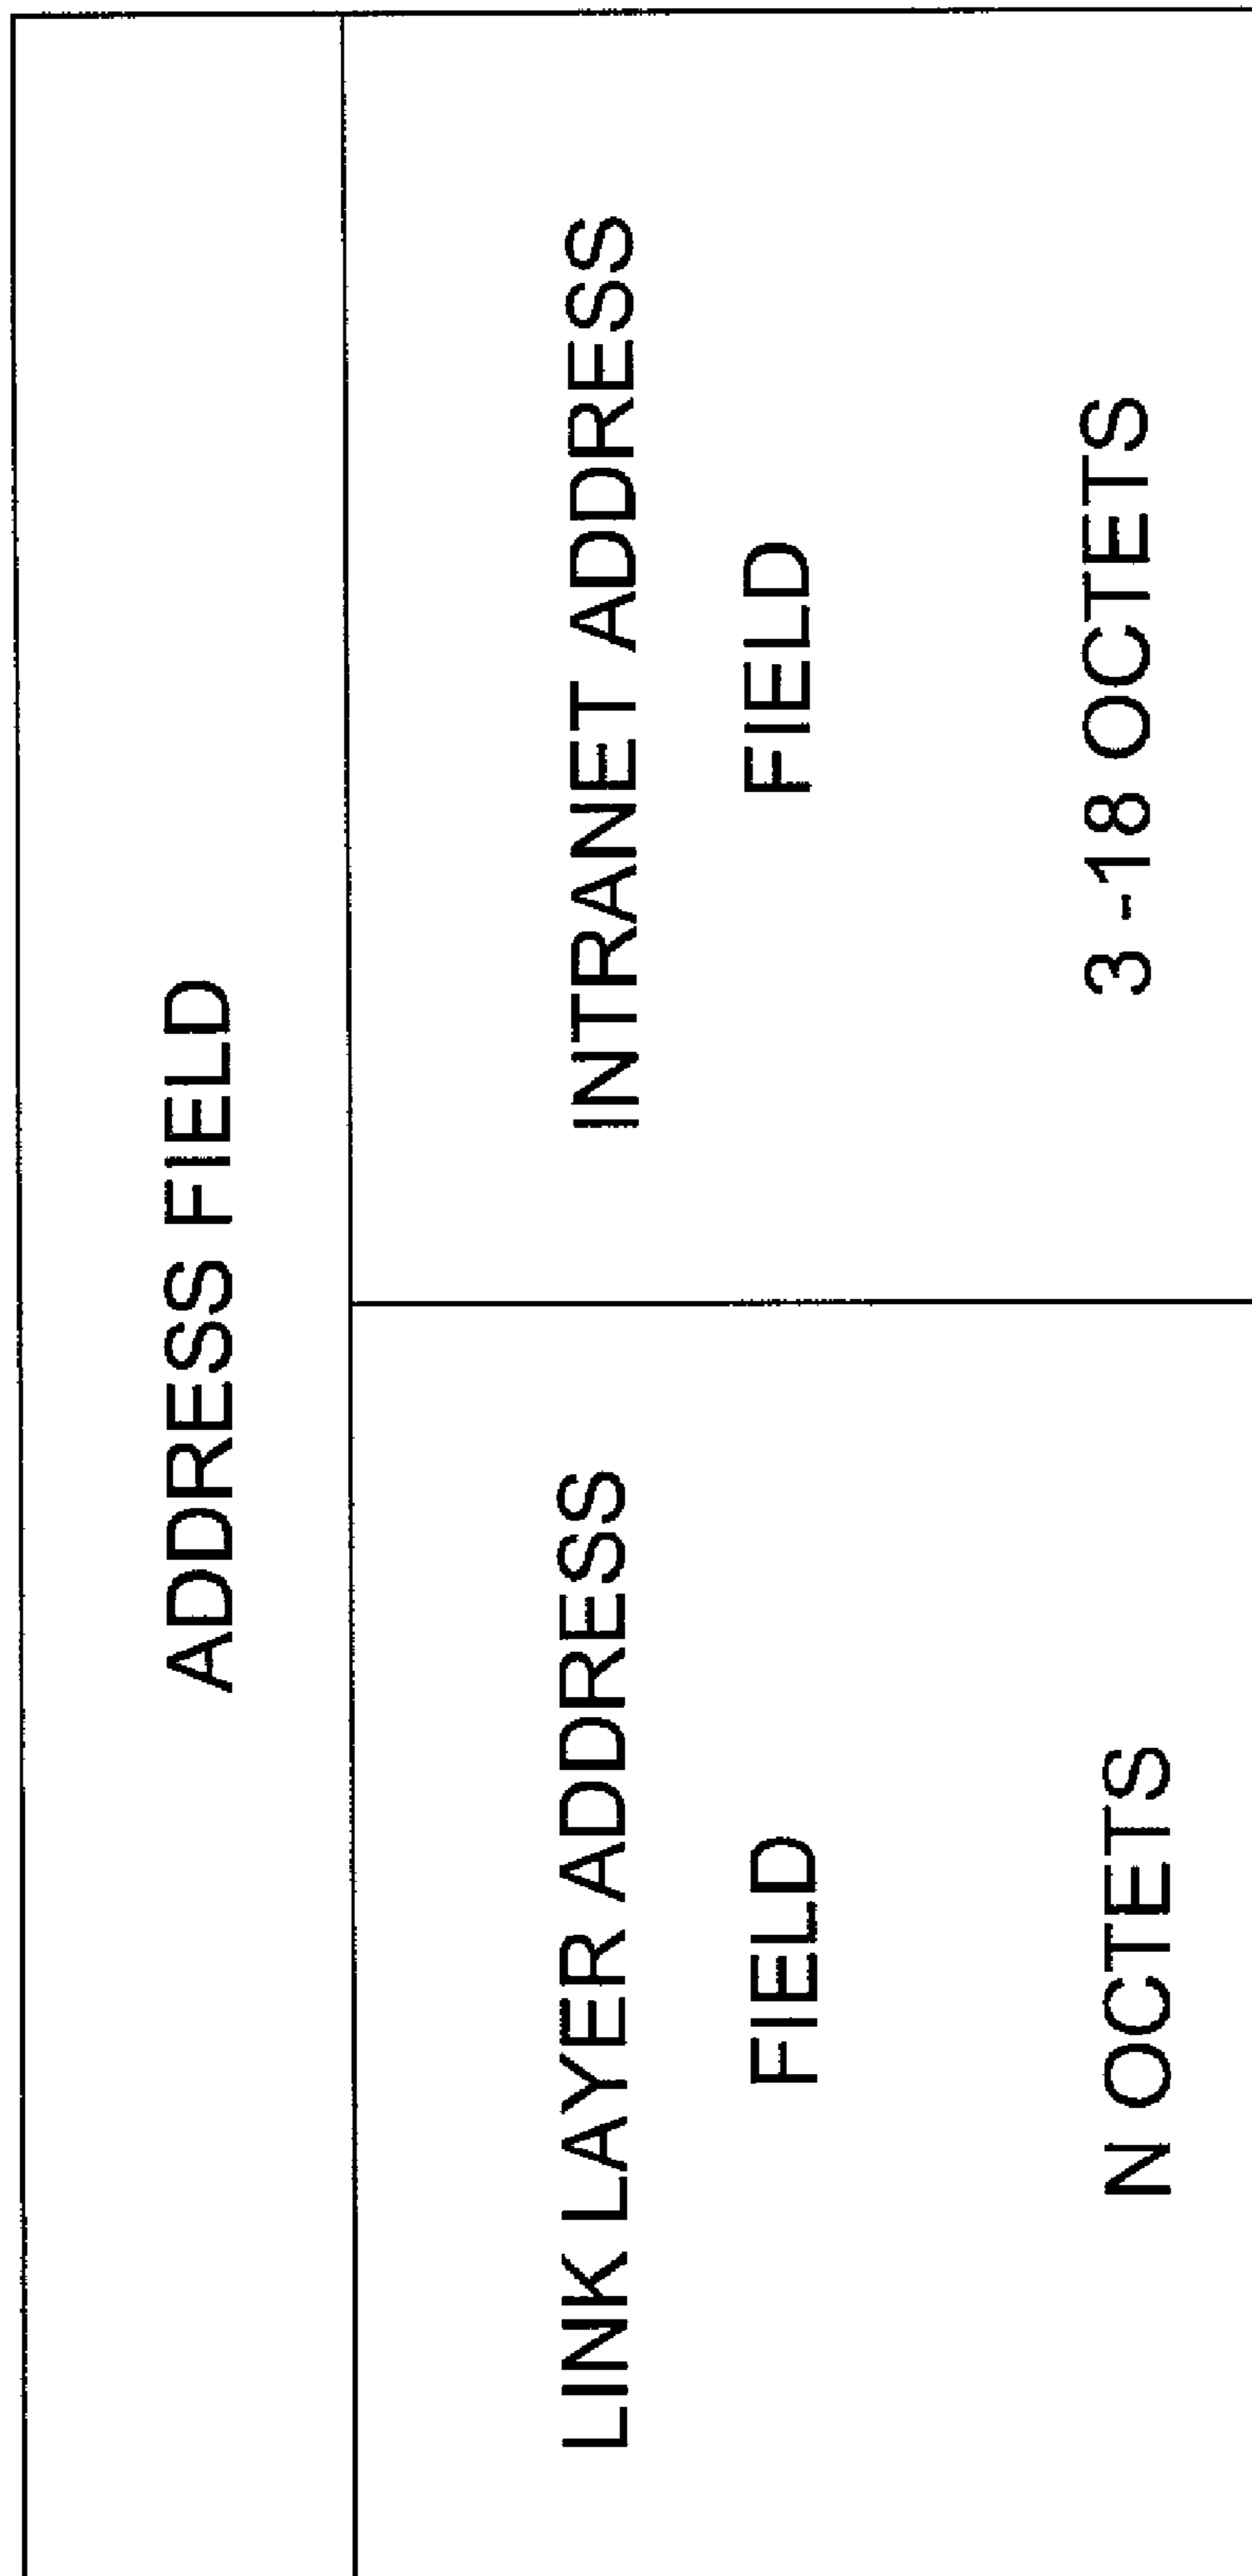 ADDRESS FIELD
LINK LAYER ADDRESS
FIELD
N OCTETS
INTRANET ADDRESS
FIELD
3 -18 OCTETS